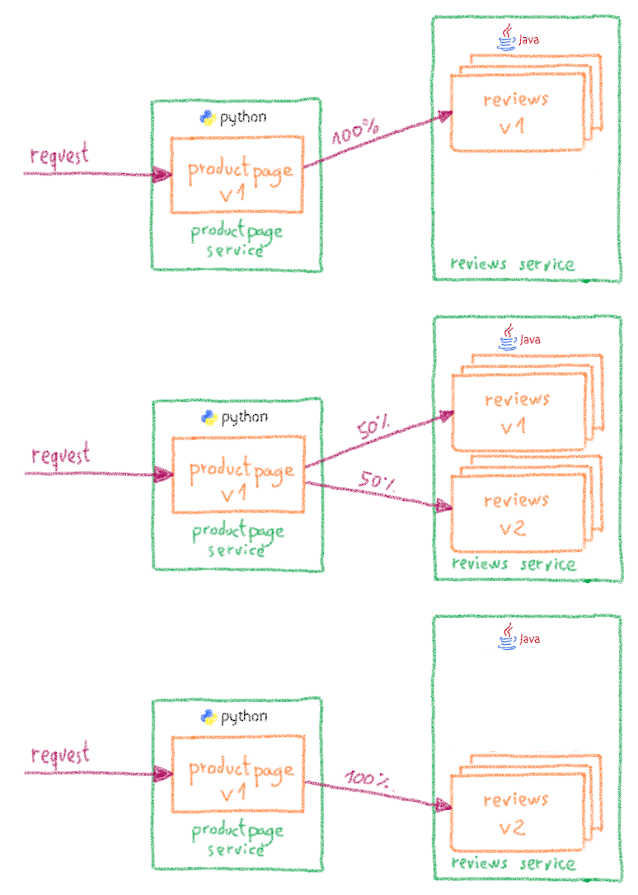 Java
reviews
v1
python
100%
request
productpage
v1
productpage
service
reviews service
Java
reviews
v1
python
50%
request
productpage
v1
50%
reviews
v2
productpage
service
reviews service
Java
python
request
productpage
v1
100%
reviews
v2
productpage
service
reviews service